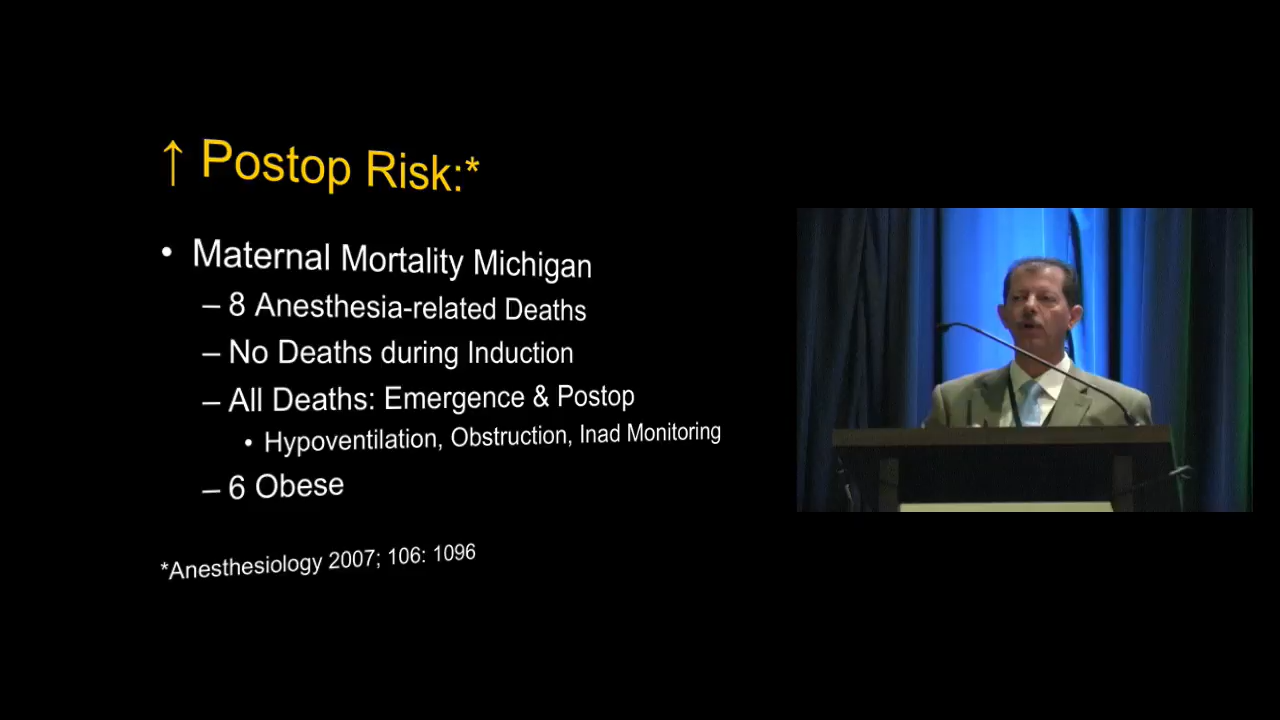 ↑ Postop Risk:*
• Maternal Mortality Michigan
– 8 Anesthesia-related Deaths
– No Deaths during Induction
– All Deaths: Emergence & Postop
• Hypoventilation, Obstruction, Inad Monitoring
– 6 Obese
*Anesthesiology 2007; 106: 1096